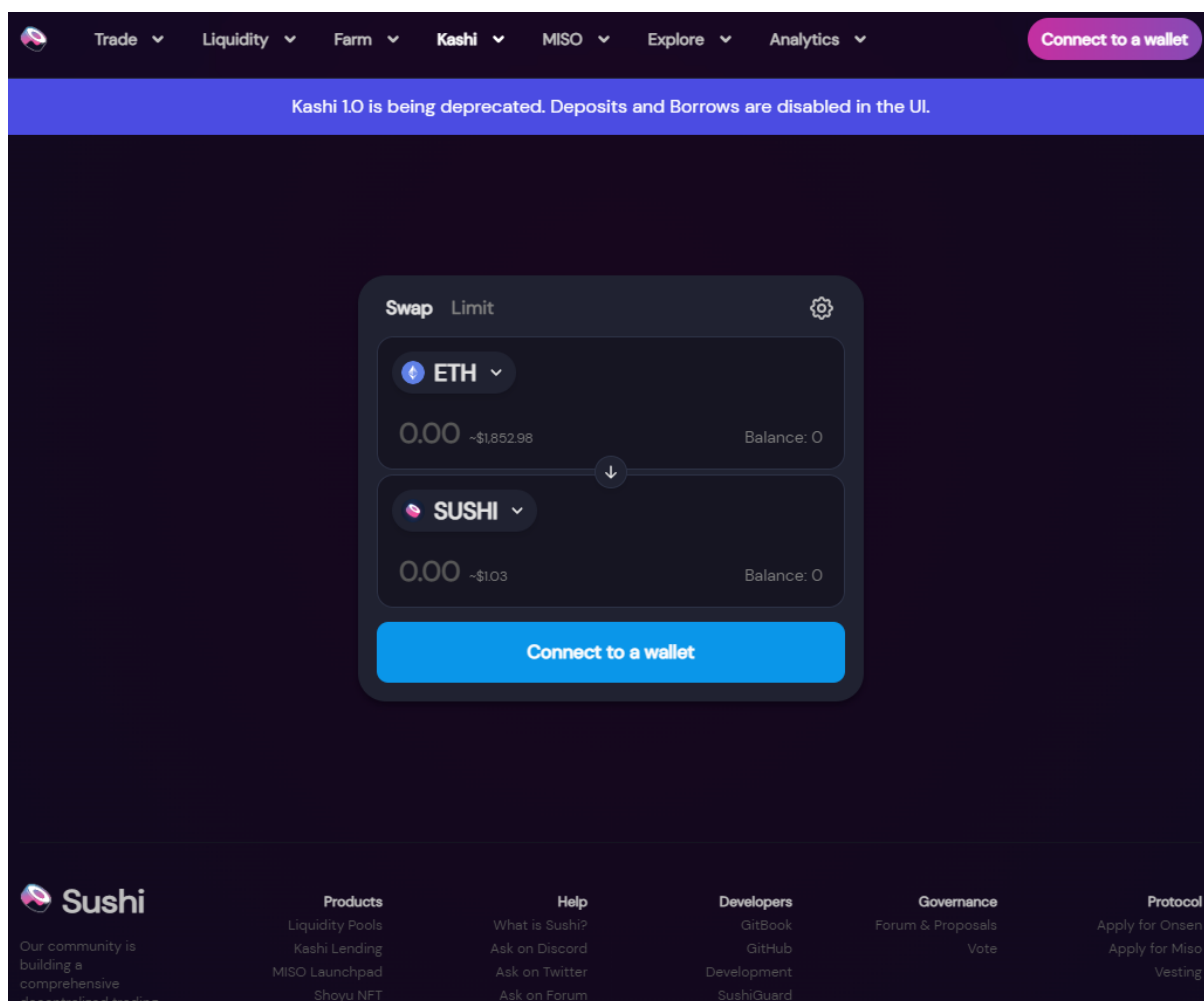 Trade Liquidity Farm Kashi MISO Explore Analytics Connect to a wallet
Kashi 1.0 is being deprecated. Deposits and Borrows are disabled in the UI.
Swap Limit
ETH
0.00 ~$1,852.98 Balance: 0
SUSHI
0.00 ~$1.03 Balance: 0
Connect to a wallet
Sushi
Our community is
building a
comprehensive
decentralized trading
Products
Liquidity Pools
Kashi Lending
MISO Launchpad
Shoyu NFT
Help
What is Sushi?
Ask on Discord
Ask on Twitter
Ask on Forum
Developers
GitBook
GitHub
Development
SushiGuard
Governance
Forum & Proposals
Vote
Protocol
Apply for Onsen
Apply for Miso
Vesting